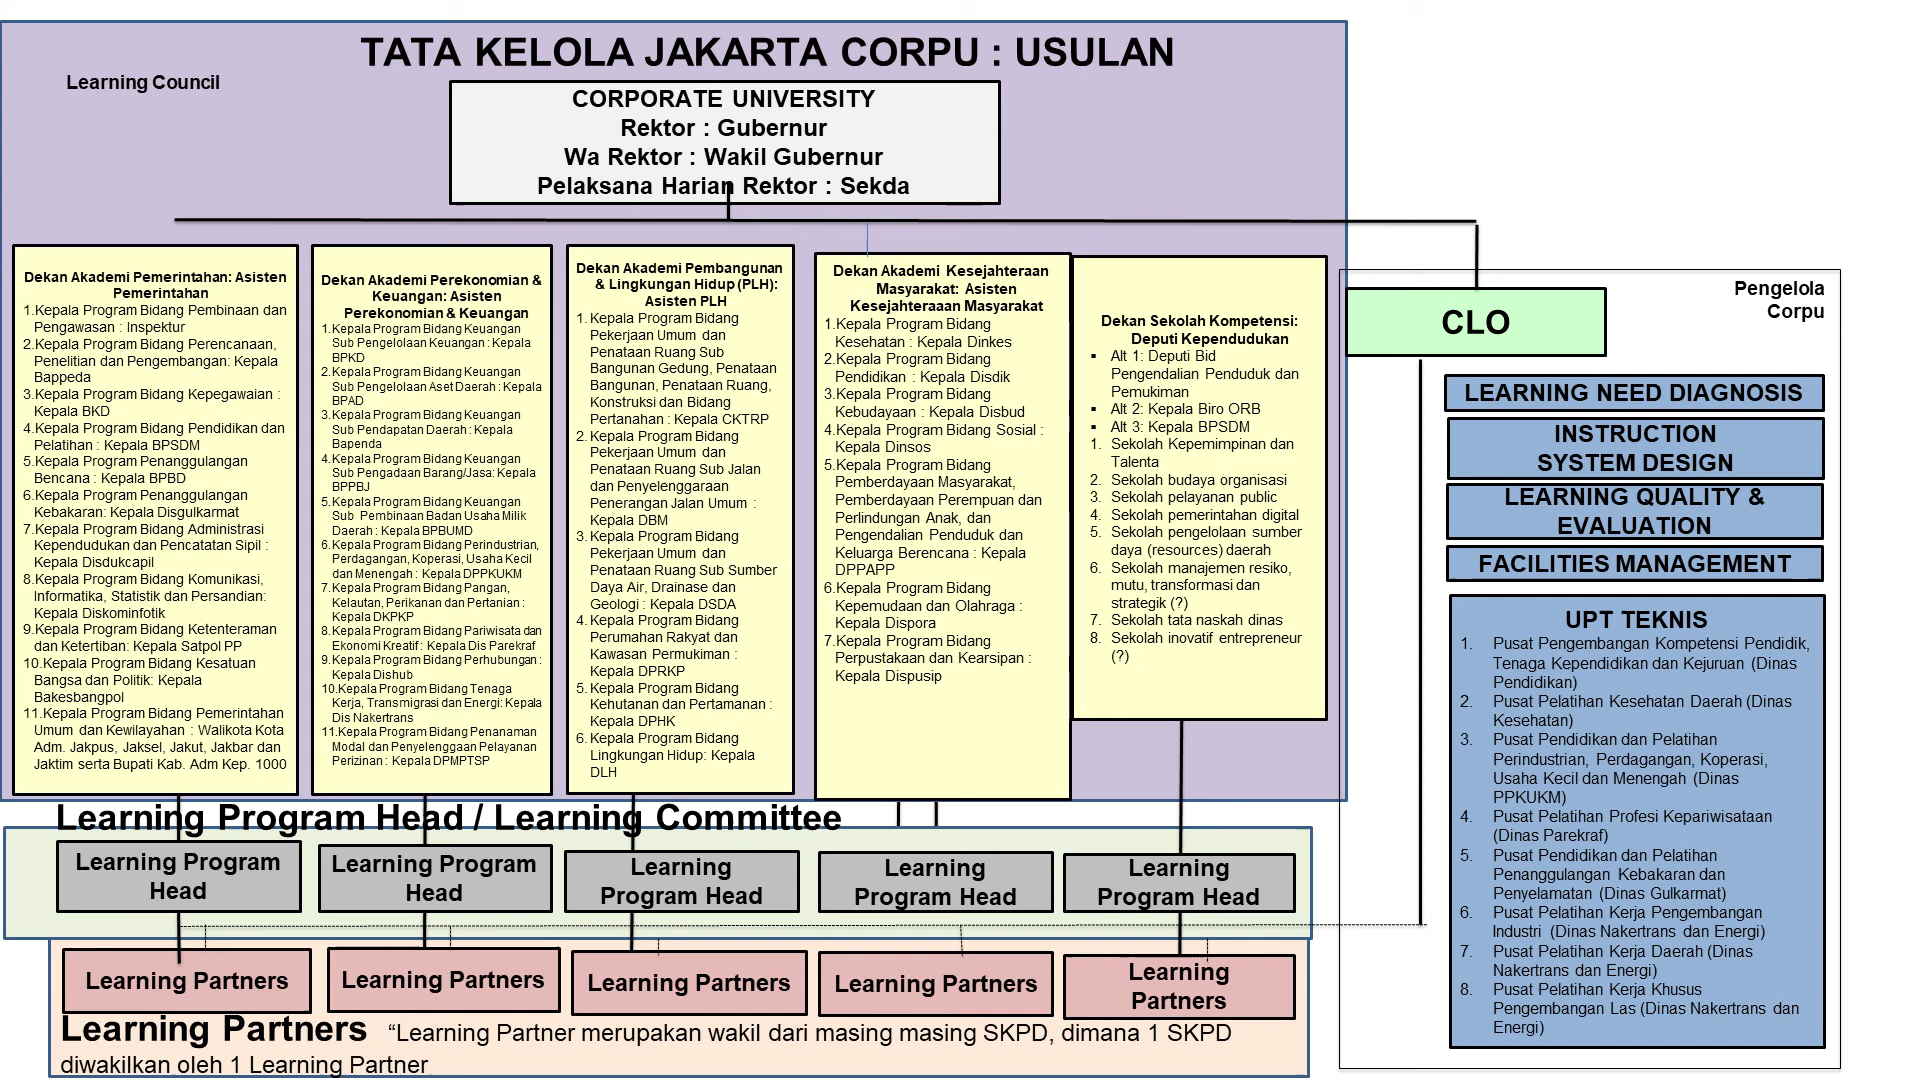 TATA KELOLA JAKARTA CORPU : USULAN
Learning Council
CORPORATE UNIVERSITY
Rektor : Gubernur
Wa Rektor : Wakil Gubernur
Pelaksana Harian Rektor : Sekda
Dekan Akademi Pemerintahan: Asisten
Pemerintahan
1.Kepala Program Bidang Pembinaan dan
Pengawasan : Inspektur
2.Kepala Program Bidang Perencanaan,
Penelitian dan Pengembangan: Kepala
Bappeda
3.Kepala Program Bidang Kepegawaian :
Kepala BKD
4.Kepala Program Bidang Pendidikan dan
Pelatihan : Kepala BPSDM
5.Kepala Program Penanggulangan
Bencana : Kepala BPBD
6.Kepala Program Penanggulangan
Kebakaran: Kepala Disgulkarmat
7.Kepala Program Bidang Administrasi
Kependudukan dan Pencatatan Sipil :
Kepala Disdukcapil
8.Kepala Program Bidang Komunikasi,
Informatika, Statistik dan Persandian:
Kepala Diskominfotik
9.Kepala Program Bidang Ketenteraman
dan Ketertiban: Kepala Satpol PP
10.Kepala Program Bidang Kesatuan
Bangsa dan Politik: Kepala
Bakesbangpol
11.Kepala Program Bidang Pemerintahan
Umum dan Kewilayahan : Walikota Kota
Adm. Jakpus, Jaksel, Jakut, Jakbar dan
Jaktim serta Bupati Kab. Adm Kep. 1000
Dekan Akademi Perekonomian &
Keuangan: Asisten
Perekonomian & Keuangan
1.Kepala Program Bidang Keuangan
Sub Pengelolaan Keuangan : Kepala
BPKD
2.Kepala Program Bidang Keuangan
Sub Pengelolaan Aset Daerah : Kepala
BPAD
3.Kepala Program Bidang Keuangan
Sub Pendapatan Daerah : Kepala
Bapenda
4.Kepala Program Bidang Keuangan
Sub Pengadaan Barang/Jasa: Kepala
BPPBJ
5.Kepala Program Bidang Keuangan
Sub Pembinaan Badan Usaha Milik
Daerah : Kepala BPBUMD
6.Kepala Program Bidang Perindustrian,
Perdagangan, Koperasi, Usaha Kecil
dan Menengah : Kepala DPPKUKM
7.Kepala Program Bidang Pangan,
Kelautan, Perikanan dan Pertanian :
Kepala DKPKP
8.Kepala Program Bidang Pariwisata dan
Ekonomi Kreatif : Kepala Dis Parekraf
9.Kepala Program Bidang Perhubungan :
Kepala Dishub
10.Kepala Program Bidang Tenaga
Kerja, Transmigrasi dan Energi: Kepala
Dis Nakertrans
11.Kepala Program Bidang Penanaman
Modal dan Penyelenggaan Pelayanan
Perizinan : Kepala DPMPTSP
Dekan Akademi Pembangunan
& Lingkungan Hidup (PLH):
Asisten PLH
1. Kepala Program Bidang
Pekerjaan Umum dan
Penataan Ruang Sub
Bangunan Gedung, Penataan
Bangunan, Penataan Ruang,
Konstruksi dan Bidang
Pertanahan : Kepala CKTRP
2. Kepala Program Bidang
Pekerjaan Umum dan
Penataan Ruang Sub Jalan
dan Penyelenggaraan
Penerangan Jalan Umum :
Kepala DBM
3. Kepala Program Bidang
Pekerjaan Umum dan
Penataan Ruang Sub Sumber
Daya Air, Drainase dan
Geologi : Kepala DSDA
4. Kepala Program Bidang
Perumahan Rakyat dan
Kawasan Permukiman :
Kepala DPRKP
5. Kepala Program Bidang
Kehutanan dan Pertamanan :
Kepala DPHK
6. Kepala Program Bidang
Lingkungan Hidup: Kepala
DLH
Dekan Akademi Kesejahteraan
Masyarakat: Asisten
Kesejahteraaan Masyarakat
1.Kepala Program Bidang
Kesehatan : Kepala Dinkes
2.Kepala Program Bidang
Pendidikan : Kepala Disdik
3.Kepala Program Bidang
Kebudayaan : Kepala Disbud
4.Kepala Program Bidang Sosial :
Kepala Dinsos
5.Kepala Program Bidang
Pemberdayaan Masyarakat,
Pemberdayaan Perempuan dan
Perlindungan Anak, dan
Pengendalian Penduduk dan
Keluarga Berencana : Kepala
DPPAPP
6.Kepala Program Bidang
Kepemudaan dan Olahraga :
Kepala Dispora
7.Kepala Program Bidang
Perpustakaan dan Kearsipan :
Kepala Dispusip
Dekan Sekolah Kompetensi:
Deputi Kependudukan
▪ Alt 1: Deputi Bid
Pengendalian Penduduk dan
Pemukiman
▪ Alt 2: Kepala Biro ORB
▪ Alt 3: Kepala BPSDM
1. Sekolah Kepemimpinan dan
Talenta
2. Sekolah budaya organisasi
3. Sekolah pelayanan public
4. Sekolah pemerintahan digital
5. Sekolah pengelolaan sumber
daya (resources) daerah
6. Sekolah manajemen resiko,
mutu, transformasi dan
strategik (?)
7. Sekolah tata naskah dinas
8. Sekolah inovatif entrepreneur
(?)
Pengelola
Corpu
CLO
LEARNING NEED DIAGNOSIS
INSTRUCTION
SYSTEM DESIGN
LEARNING QUALITY &
EVALUATION
FACILITIES MANAGEMENT
UPT TEKNIS
1. Pusat Pengembangan Kompetensi Pendidik,
Tenaga Kependidikan dan Kejuruan (Dinas
Pendidikan)
2. Pusat Pelatihan Kesehatan Daerah (Dinas
Kesehatan)
3. Pusat Pendidikan dan Pelatihan
Perindustrian, Perdagangan, Koperasi,
Usaha Kecil dan Menengah (Dinas
PPKUKM)
4. Pusat Pelatihan Profesi Kepariwisataan
(Dinas Parekraf)
5. Pusat Pendidikan dan Pelatihan
Penanggulangan Kebakaran dan
Penyelamatan (Dinas Gulkarmat)
6. Pusat Pelatihan Kerja Pengembangan
Industri (Dinas Nakertrans dan Energi)
7. Pusat Pelatihan Kerja Daerah (Dinas
Nakertrans dan Energi)
8. Pusat Pelatihan Kerja Khusus
Pengembangan Las (Dinas Nakertrans dan
Energi)
Learning Program Head / Learning Committee
Learning Program
Head
Learning Program
Head
Learning
Program Head
Learning
Program Head
Learning
Program Head
Learning Partners
Learning Partners
Learning Partners
Learning Partners
Learning
Partners
Learning Partners “Learning Partner merupakan wakil dari masing masing SKPD, dimana 1 SKPD
diwakilkan oleh 1 Learning Partner